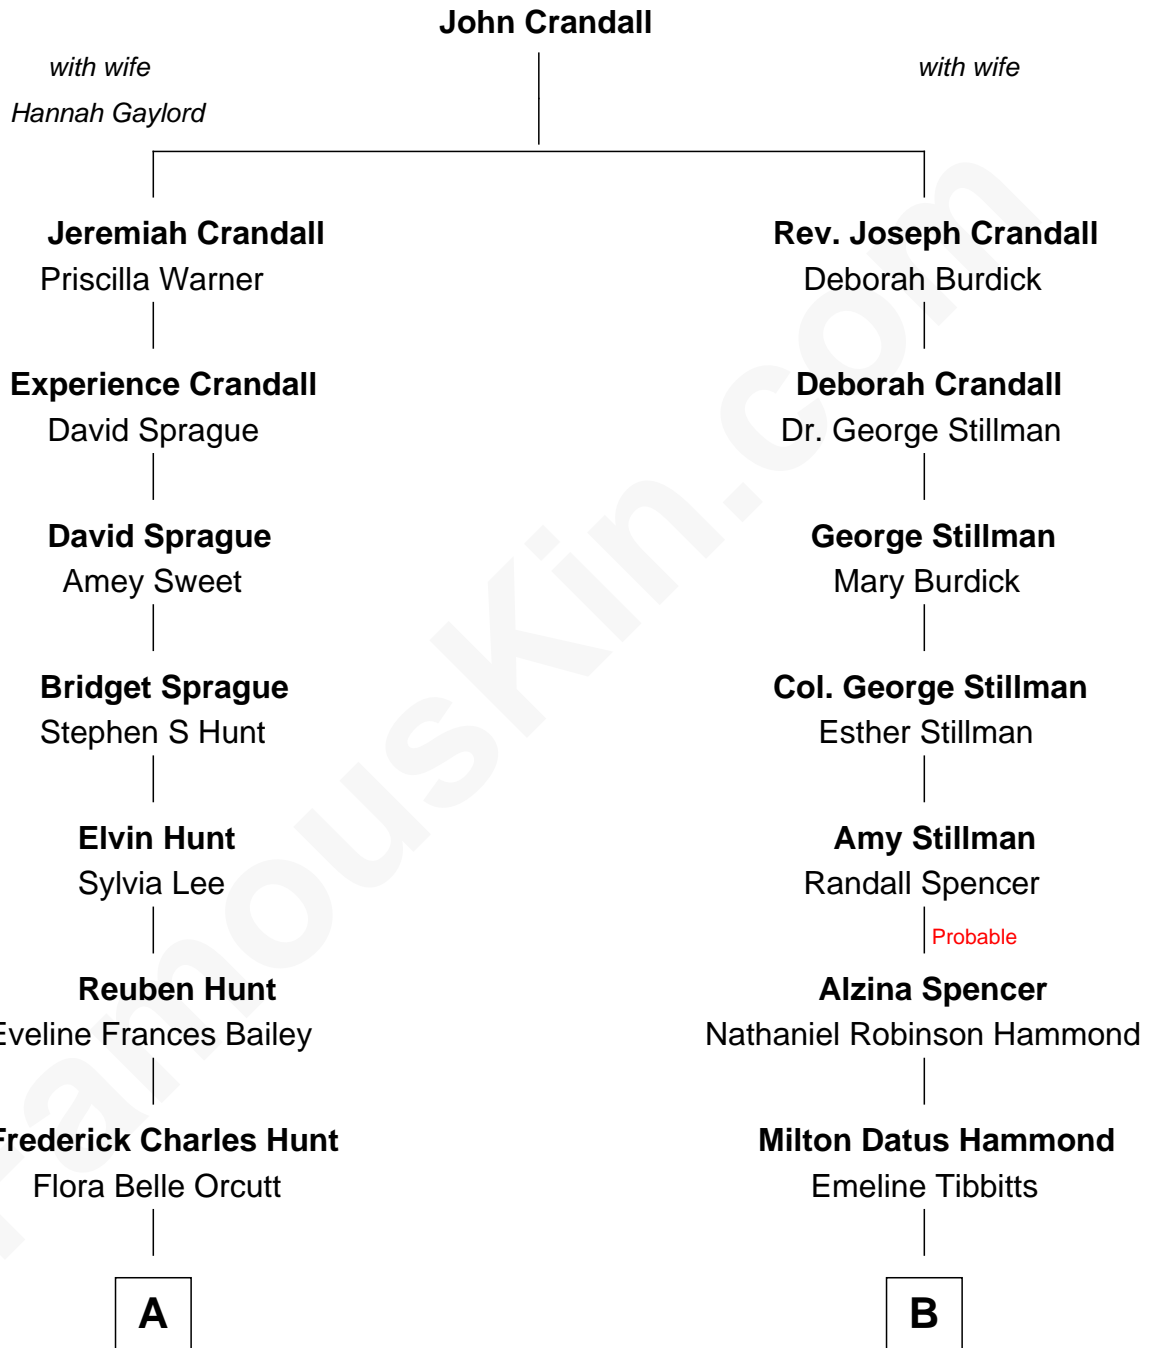 John Crandall
with wife
Hannah Gaylord
with wife
Jeremiah Crandall
Priscilla Warner
Rev. Joseph Crandall
Deborah Burdick
Experience Crandall
David Sprague
Deborah Crandall
Dr. George Stillman
David Sprague
Amey Sweet
George Stillman
Mary Burdick
Bridget Sprague
Stephen S Hunt
Col. George Stillman
Esther Stillman
Elvin Hunt
Sylvia Lee
Amy Stillman
Randall Spencer
Probable
Reuben Hunt
Eveline Frances Bailey
Alzina Spencer
Nathaniel Robinson Hammond
Frederick Charles Hunt
Flora Belle Orcutt
Milton Datus Hammond
Emeline Tibbitts
A
B
FamousKin.com